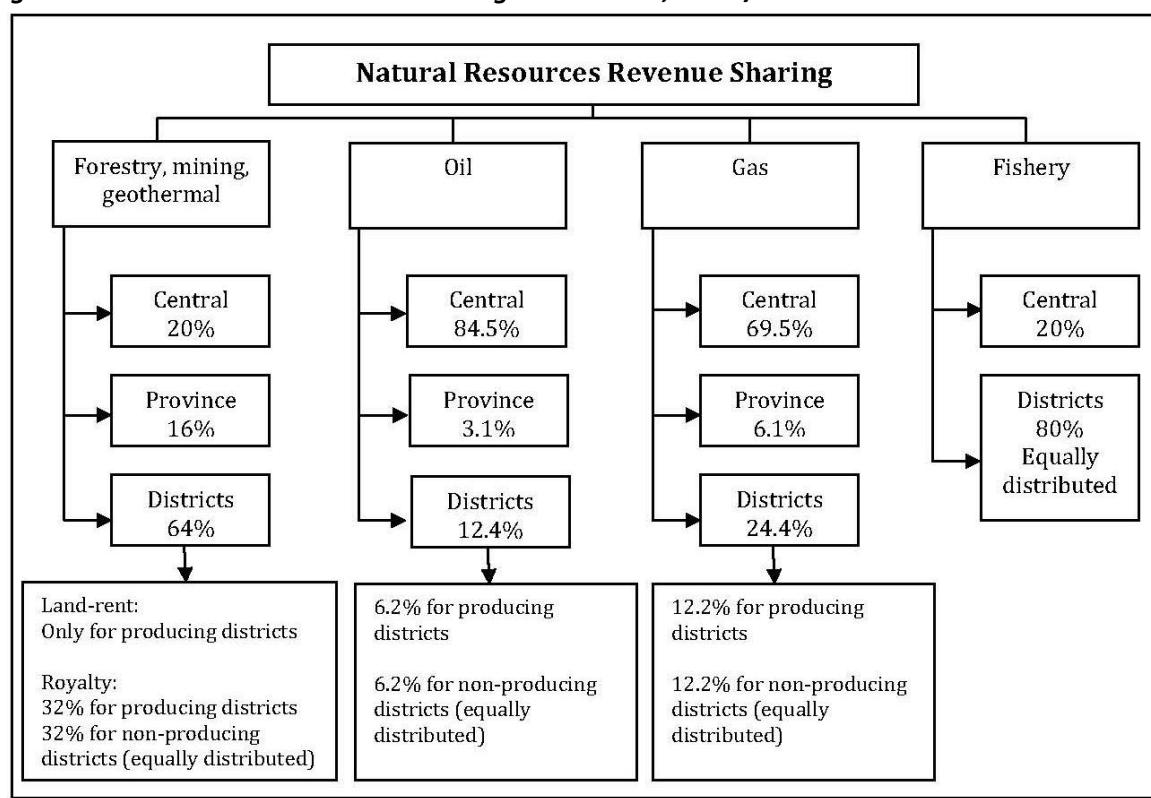 Natural Resources Revenue Sharing
Forestry, mining,
geothermal
Central
20%
Province
16%
Districts
64%
Land-rent:
Only for producing districts
Royalty:
32% for producing districts
32% for non-producing
districts (equally distributed)
Oil
Central
84.5%
Province
3.1%
Districts
12.4%
6.2% for producing
districts
6.2% for non-producing
districts (equally
distributed)
Gas
Central
69.5%
Province
6.1%
Districts
24.4%
12.2% for producing
districts
12.2% for non-producing
districts (equally
distributed)
Fishery
Central
20%
Districts
80%
Equally
distributed